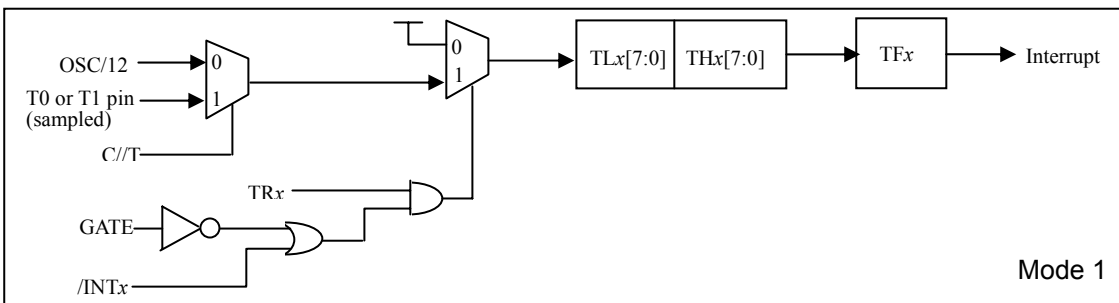 OSC/12
T0 or T1 pin
(sampled)
C//T
0
1
0
1
TLx[7:0]
THx[7:0]
TFx
Interrupt
TRx
GATE
/INTx
Mode 1